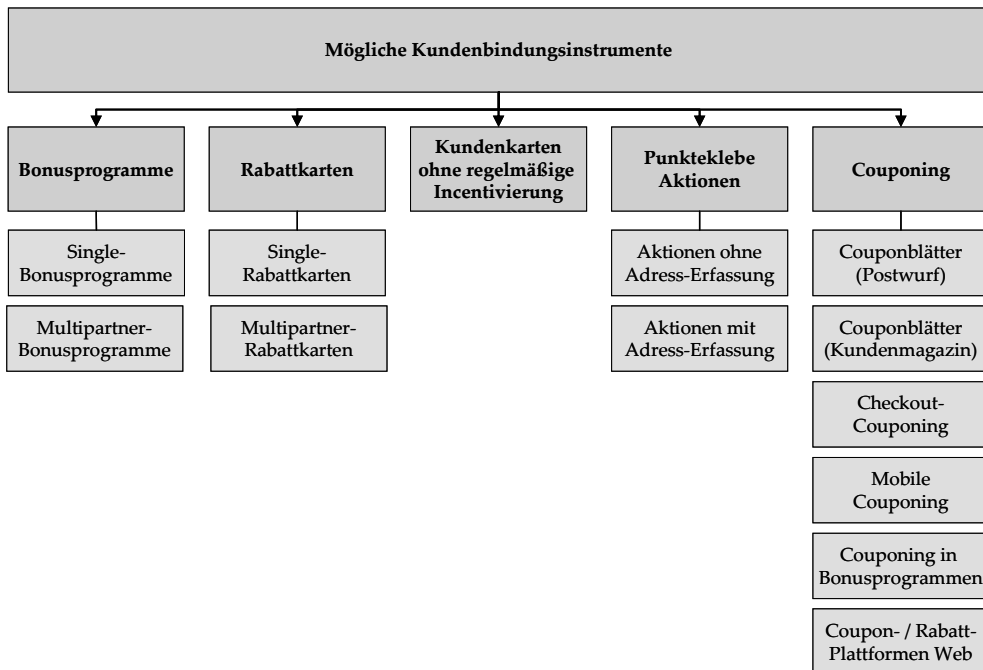 Mögliche Kundenbindungsinstrumente
Bonusprogramme
Rabattkarten
Kundenkarten
ohne regelmäßige
Incentivierung
Punkteklebe
Aktionen
Couponing
Single-
Bonusprogramme
Multipartner-
Bonusprogramme
Single-
Rabattkarten
Multipartner-
Rabattkarten
Aktionen ohne
Adress-Erfassung
Aktionen mit
Adress-Erfassung
Couponblätter
(Postwurf)
Couponblätter
(Kundenmagazin)
Checkout-
Couponing
Mobile
Couponing
Couponing in
Bonusprogrammen
Coupon- / Rabatt-
Plattformen Web